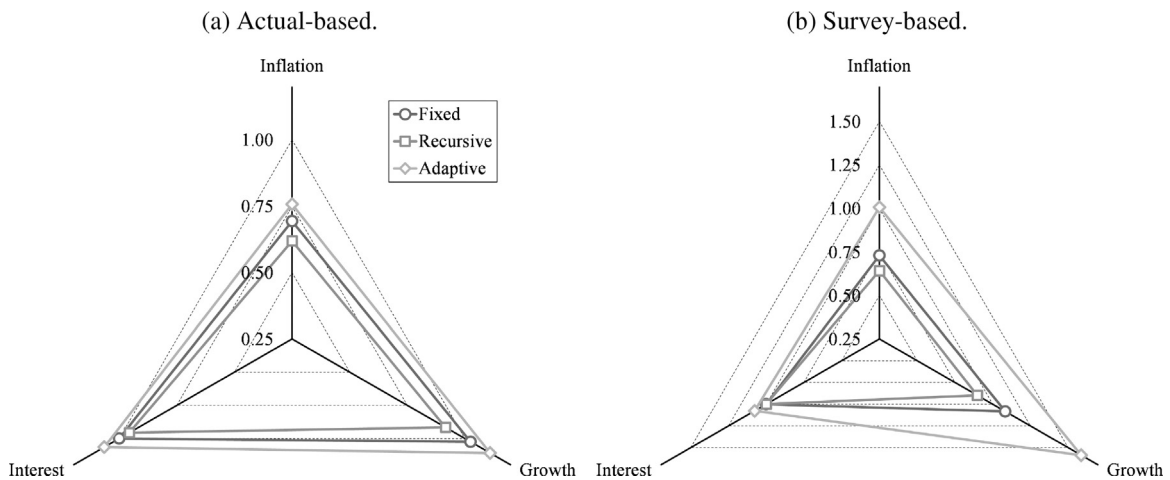 (a) Actual-based.
Inflation
1.00
0.75
0.50
0.25
Interest
Growth
Fixed
Recursive
Adaptive
(b) Survey-based.
Inflation
1.50
1.25
1.00
0.75
0.50
0.25
Interest
Growth